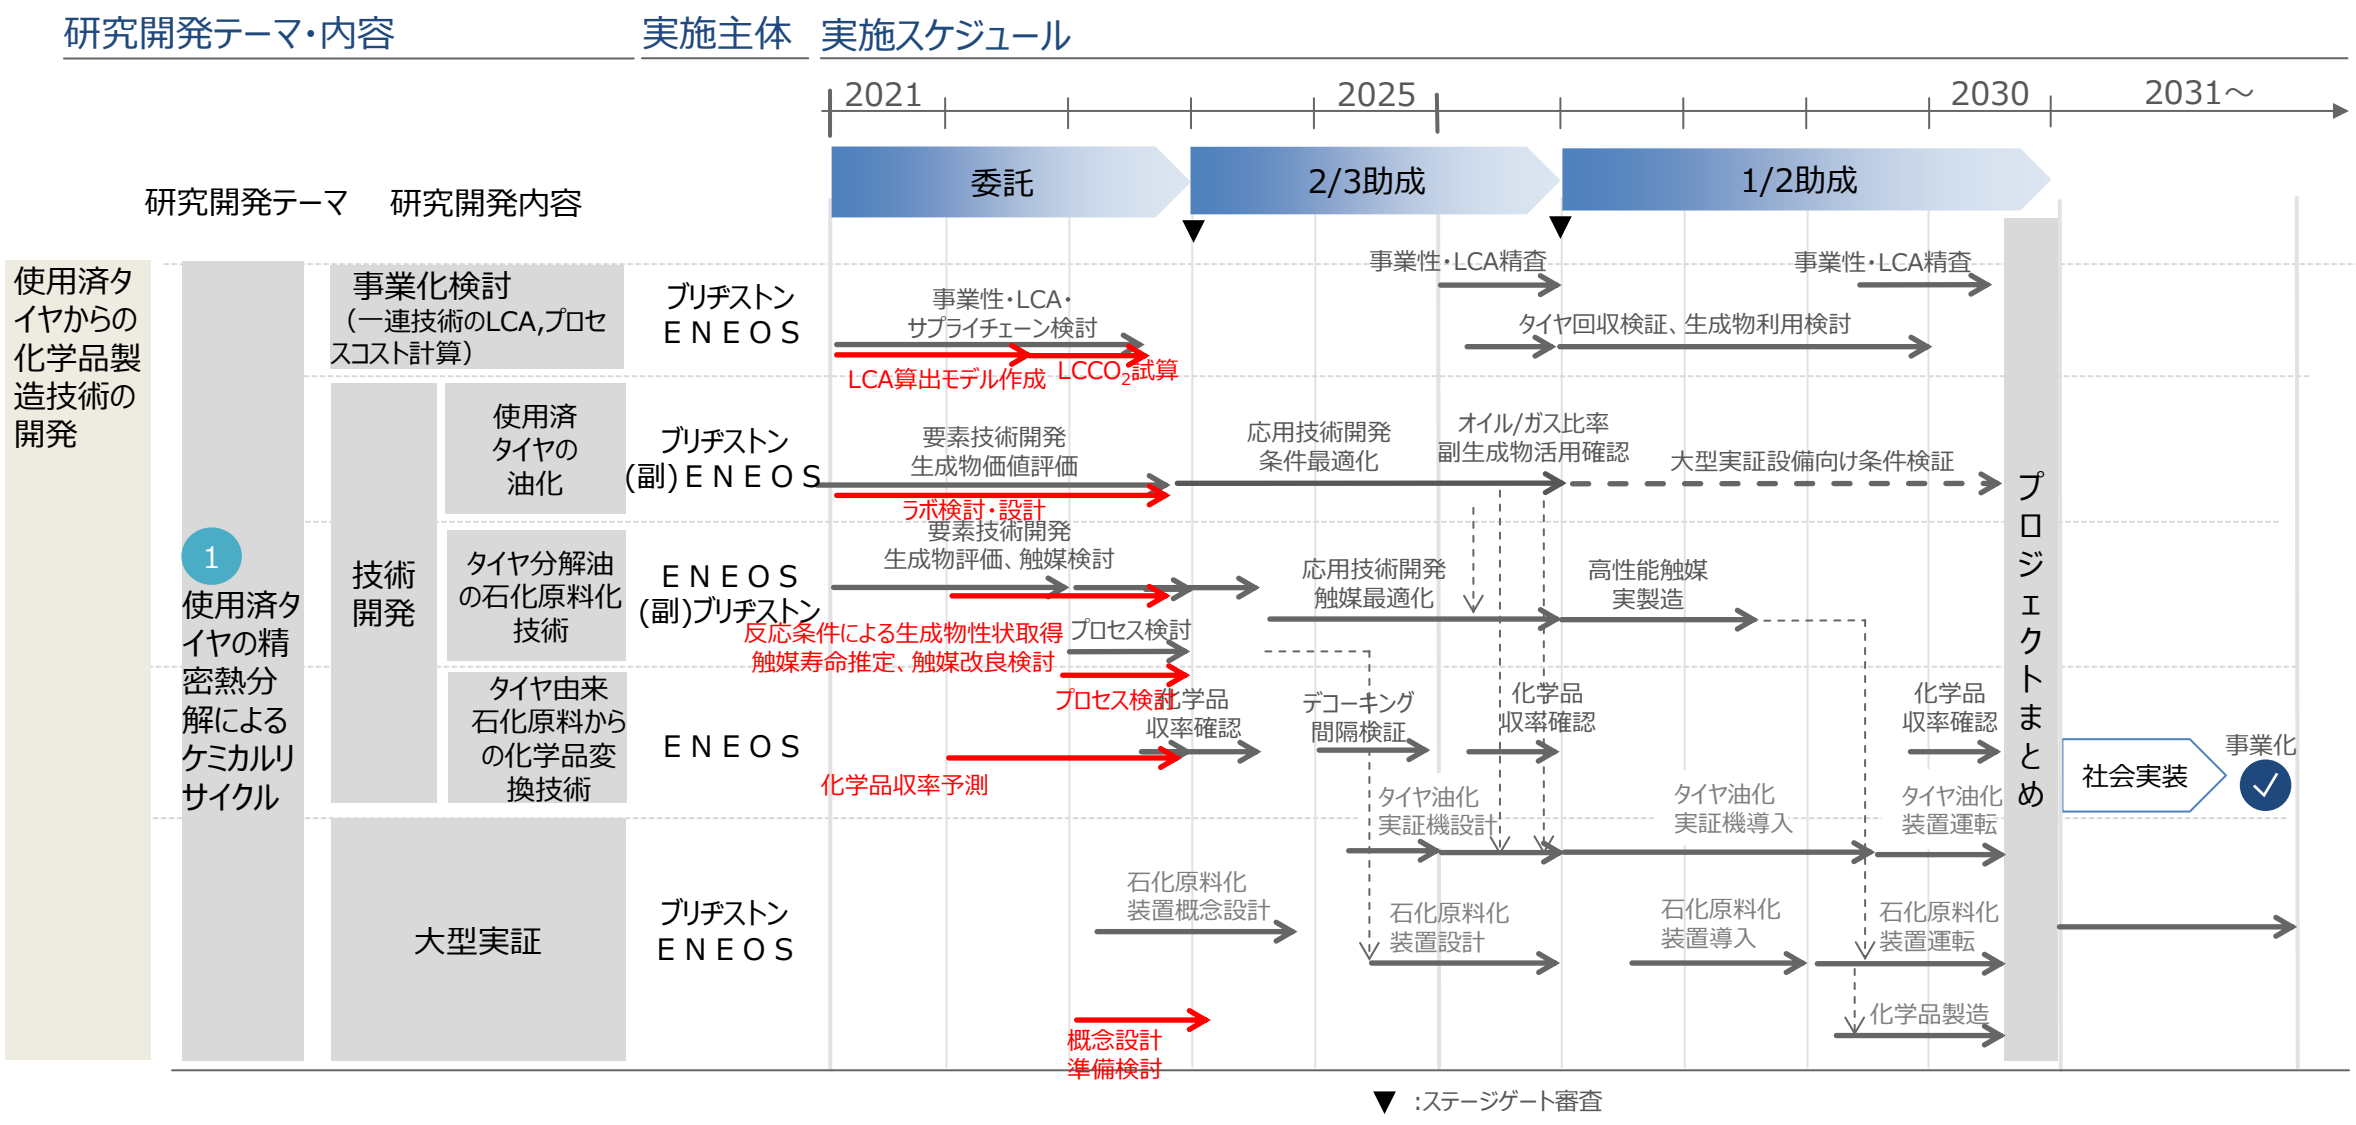 研究開発テーマ・内容
実施主体
実施スケジュール
2021
2025
2030
2031～
委託
2/3助成
1/2助成
研究開発テーマ
研究開発内容
使用済タ
イヤからの
化学品製
造技術の
開発
1
使用済タ
イヤの精
密熱分
解による
ケミカルリ
サイクル
事業化検討
（一連技術のLCA,プロセ
スコスト計算）
ブリヂストン
ＥＮＥＯＳ
事業性・LCA・
サプライチェーン検討
LCA算出モデル作成
LCCO₂試算
事業性・LCA精査
事業性・LCA精査
タイヤ回収検証、生成物利用検討
技術
開発
使用済
タイヤの
油化
ブリヂストン
(副)ＥＮＥＯＳ
要素技術開発
生成物価値評価
ラボ検討・設計
応用技術開発
条件最適化
オイル/ガス比率
副生成物活用確認
大型実証設備向け条件検証
タイヤ分解油
の石化原料化
技術
ＥＮＥＯＳ
(副)ブリヂストン
要素技術開発
生成物評価、触媒検討
反応条件による生成物性状取得
触媒寿命推定、触媒改良検討
プロセス検討
プロセス検討
応用技術開発
触媒最適化
高性能触媒
実製造
タイヤ由来
石化原料から
の化学品変
換技術
ＥＮＥＯＳ
化学品収率予測
化学品
収率確認
デコーキング
間隔検証
化学品
収率確認
化学品
収率確認
大型実証
ブリヂストン
ＥＮＥＯＳ
タイヤ油化
実証機設計
タイヤ油化
実証機導入
タイヤ油化
装置運転
石化原料化
装置概念設計
石化原料化
装置設計
石化原料化
装置導入
石化原料化
装置運転
概念設計
準備検討
化学品製造
プロジェクトまとめ
社会実装
事業化
▼ :ステージゲート審査